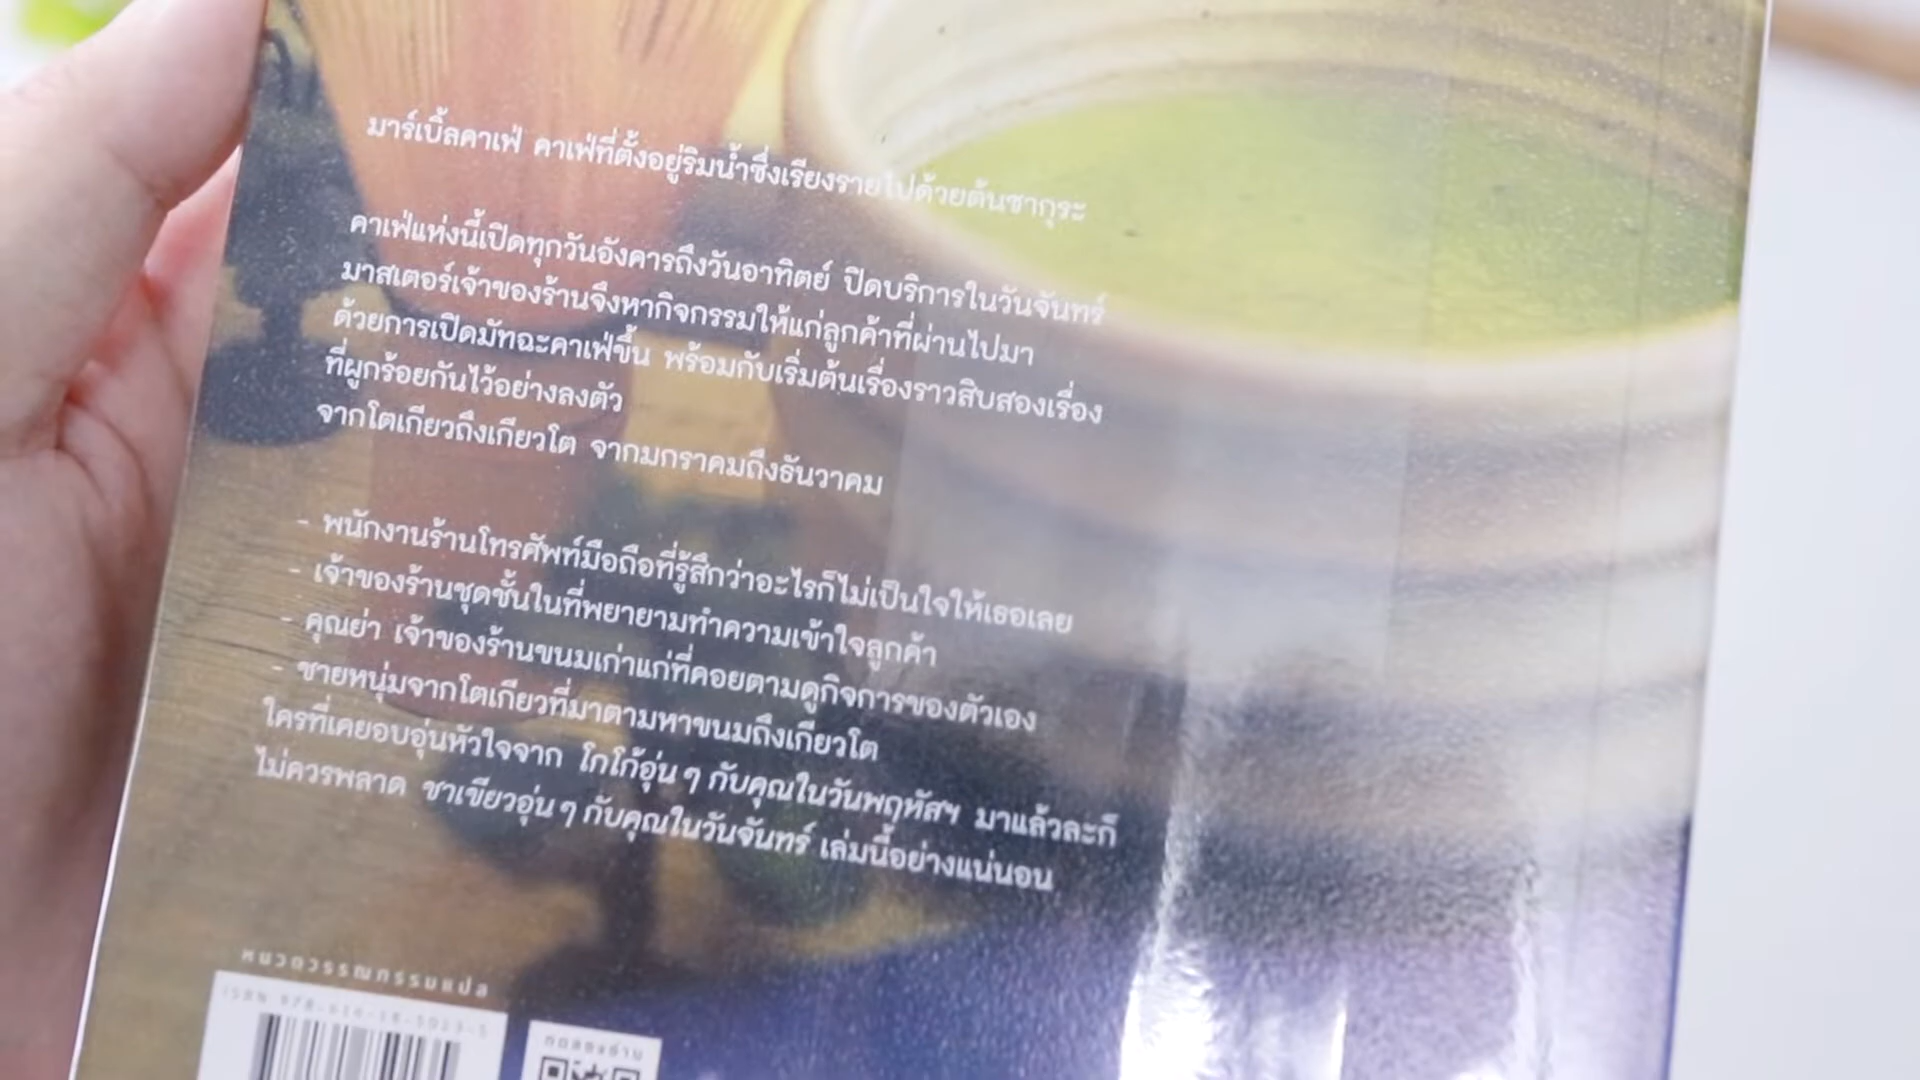 มาร์เบิ้ลคาเฟ่ คาเฟ่ที่ตั้งอยู่ริมน้ำซึ่งเรียงรายไปด้วยต้นซากุระ
คาเฟ่แห่งนี้เปิดทุกวันอังคารถึงวันอาทิตย์ ปิดบริการในวันจันทร์
มาสเตอร์เจ้าของร้านจึงหากิจกรรมให้แก่ลูกค้าที่ผ่านไปมา
ด้วยการเปิดมัทฉะคาเฟ่ขึ้น พร้อมกับเริ่มต้นเรื่องราวสิบสองเรื่อง
ที่ผูกร้อยกันไว้อย่างลงตัว
จากโตเกียวถึงเกียวโต จากมกราคมถึงธันวาคม
- พนักงานร้านโทรศัพท์มือถือที่รู้สึกว่าอะไรก็ไม่เป็นใจให้เธอเลย
- เจ้าของร้านชุดชั้นในที่พยายามทำความเข้าใจลูกค้า
- คุณย่า เจ้าของร้านขนมเก่าแก่ที่คอยตามดูกิจการของตัวเอง
- ชายหนุ่มจากโตเกียวที่มาตามหาขนมถึงเกียวโต
ใครที่เคยอบอุ่นหัวใจจาก โกโก้อุ่น ๆ กับคุณในวันพฤหัสฯ มาแล้วละก็
ไม่ควรพลาด ชาเขียวอุ่น ๆ กับคุณในวันจันทร์ เล่มนี้อย่างแน่นอน
หมวดวรรณกรรมแปล
ISBN
ทดลองอ่าน